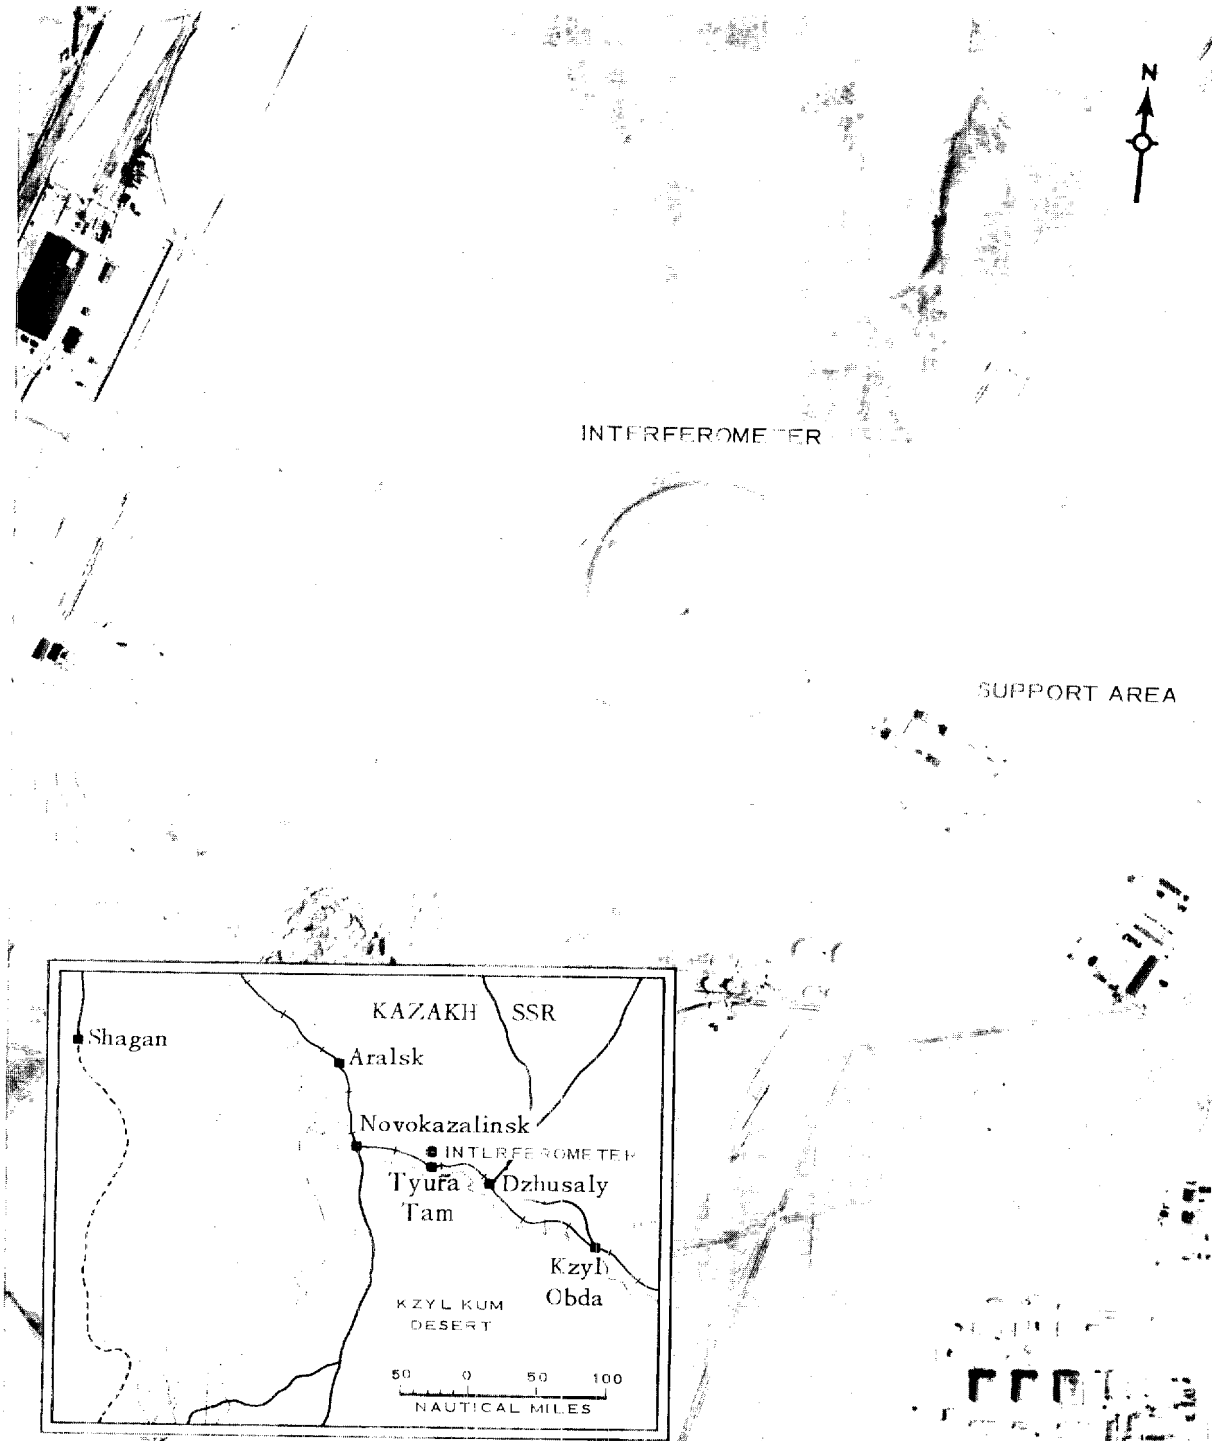 N
INTERFEROMETER
SUPPORT AREA
KAZAKH SSR
Shagan
Aralsk
Novokazalinsk
INTERFEROMETER
Tyura
Tam
Dzhusaly
Kzyl
Obda
KZYL KUM
DESERT
50 0 50 100
NAUTICAL MILES